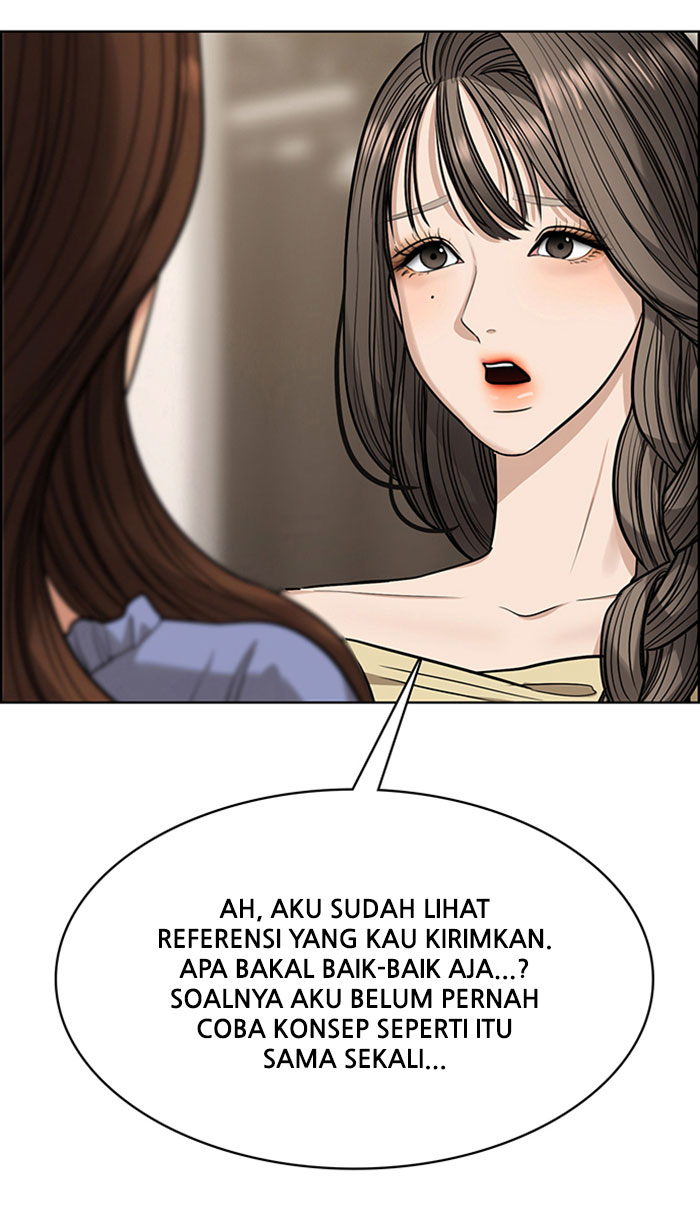 AH, AKU SUDAH LIHAT
REFERENSI YANG KAU KIRIMKAN.
APA BAKAL BAIK-BAIK AJA...?
SOALNYA AKU BELUM PERNAH
COBA KONSEP SEPERTI ITU
SAMA SEKALI...